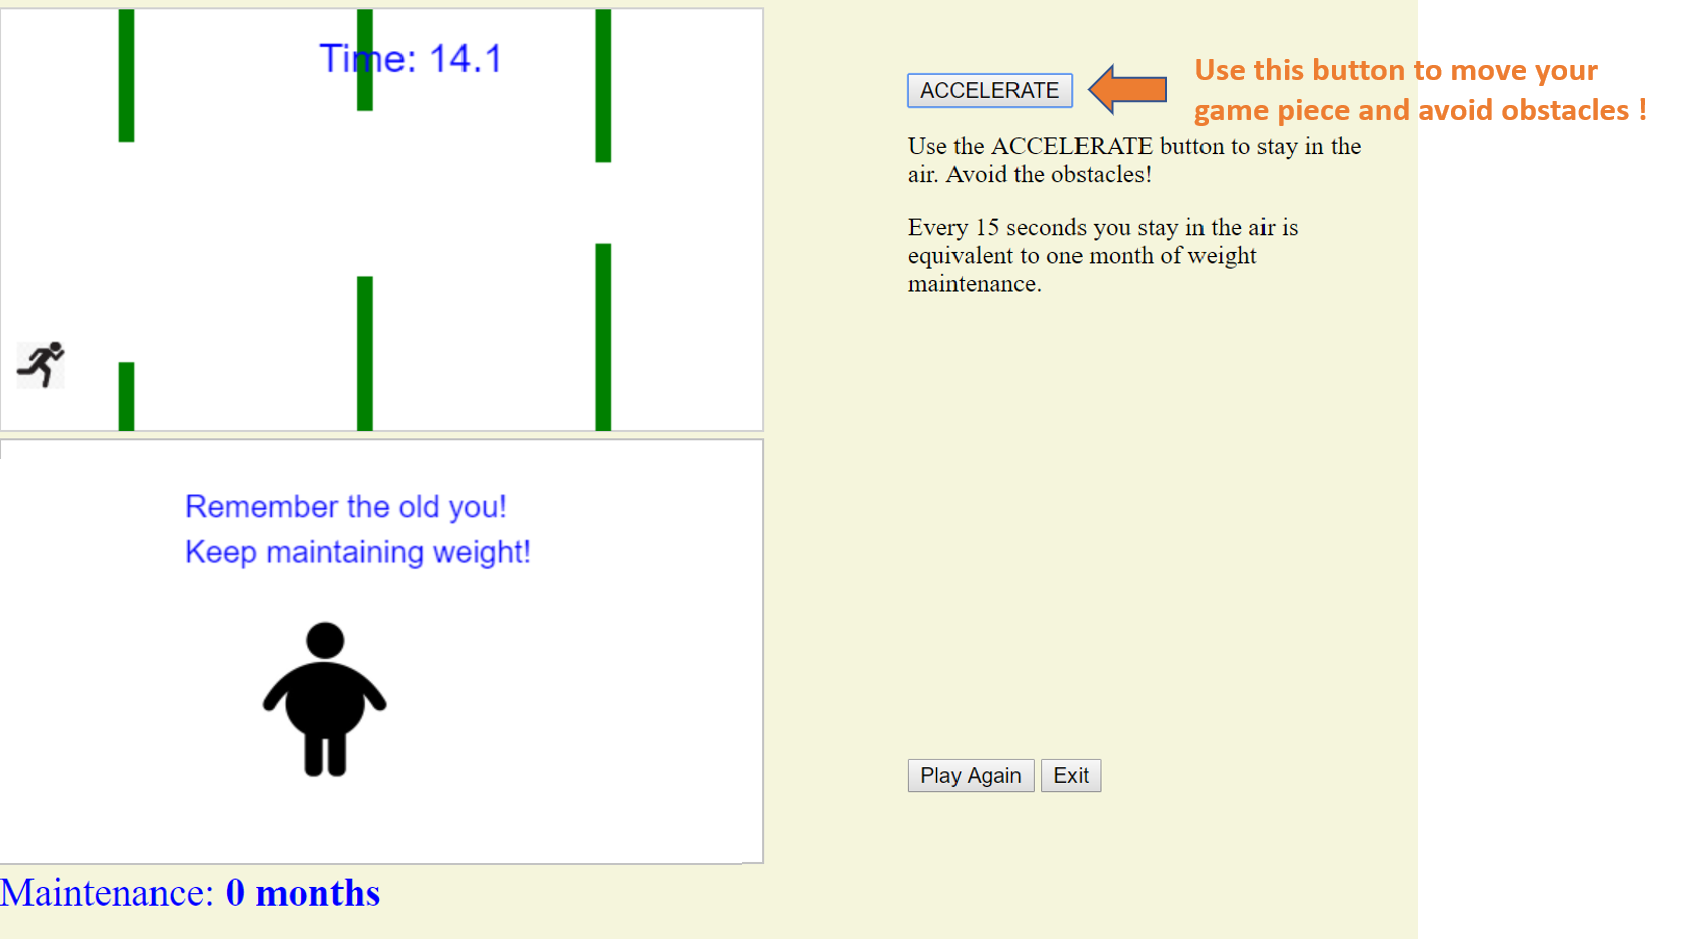 Time: 14.1
ACCELERATE
Use this button to move your
game piece and avoid obstacles !
Use the ACCELERATE button to stay in the
air. Avoid the obstacles!
Every 15 seconds you stay in the air is
equivalent to one month of weight
maintenance.
Remember the old you!
Keep maintaining weight!
Play Again
Exit
Maintenance: 0 months